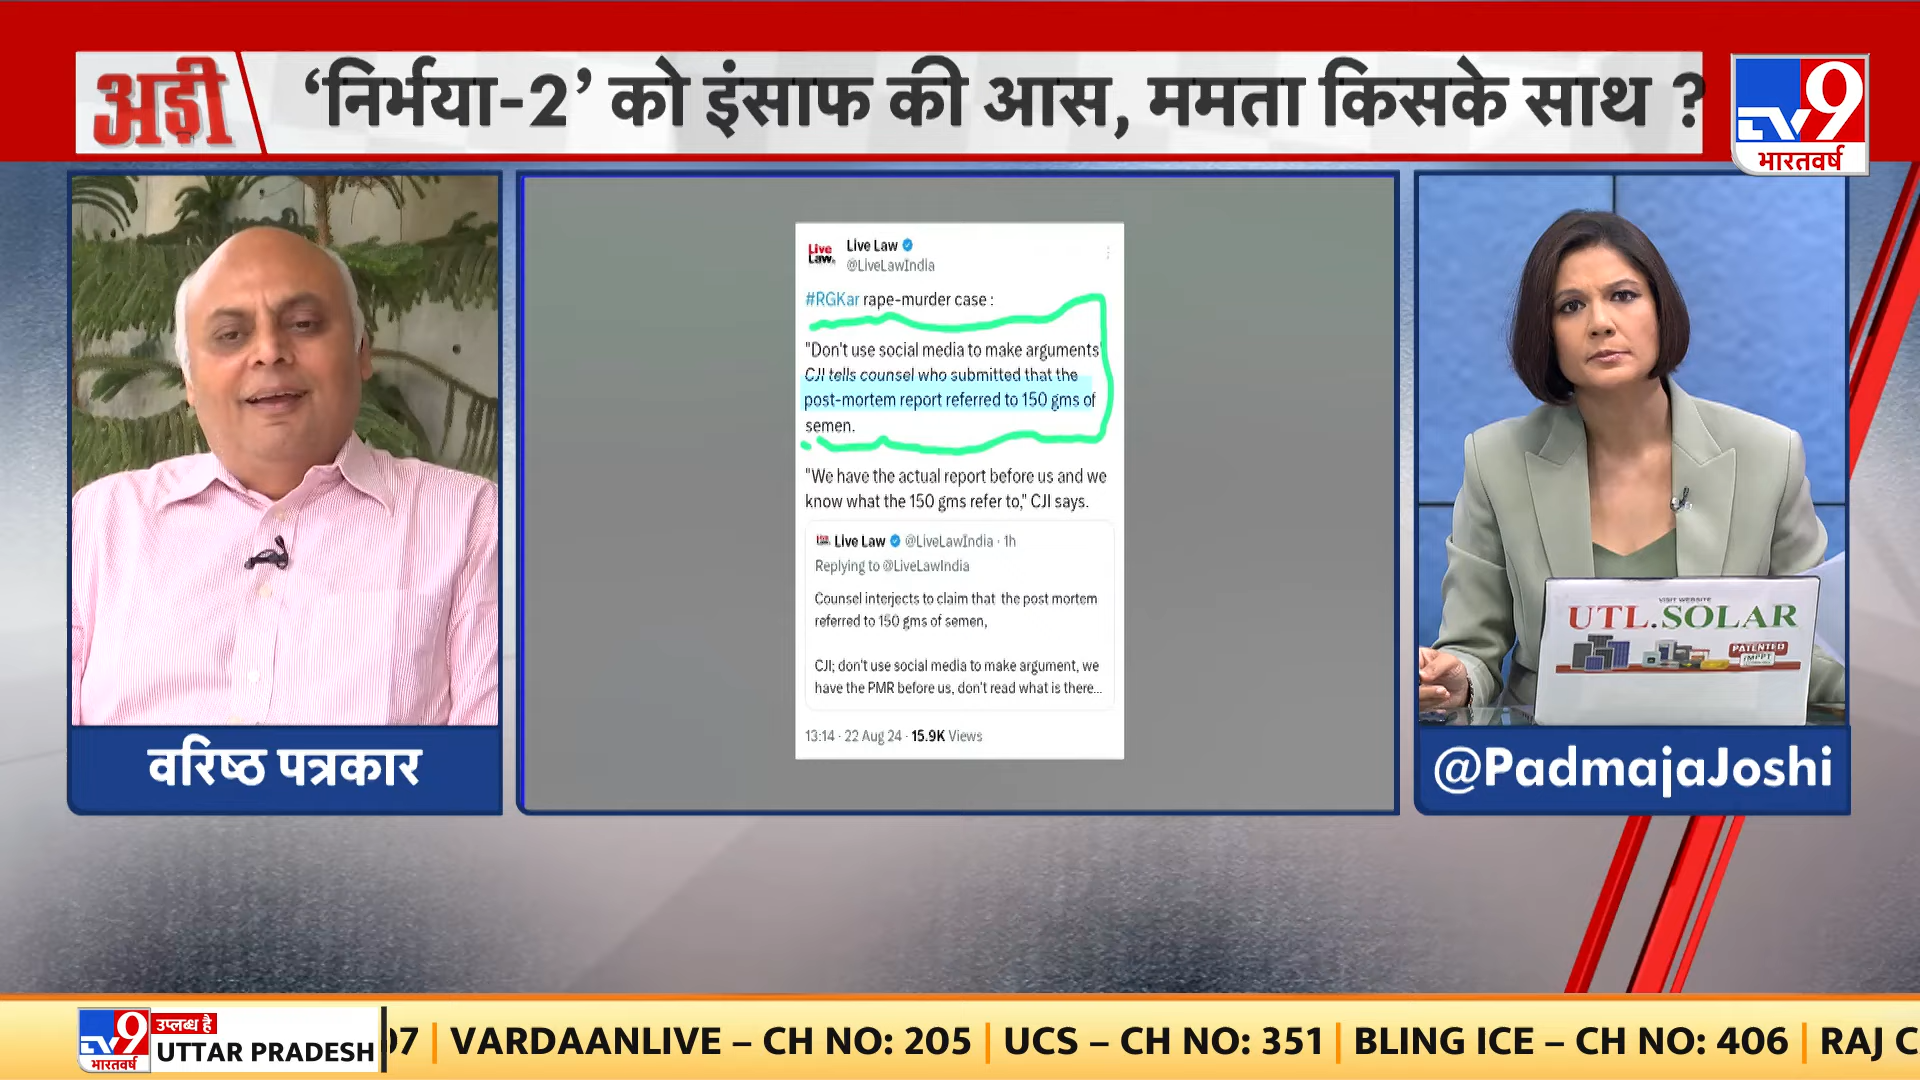 अड़ी
‘निर्भया-2’ को इंसाफ की आस, ममता किसके साथ ?
TV9
भारतवर्ष
Live Law.
Live Law
@LiveLawIndia
#RGKar rape-murder case :
"Don't use social media to make arguments"
CJI tells counsel who submitted that the
post-mortem report referred to 150 gms of
semen.
"We have the actual report before us and we
know what the 150 gms refer to," CJI says.
Live Law @LiveLawIndia · 1h
Replying to @LiveLawIndia
Counsel interjects to claim that the post mortem
referred to 150 gms of semen,
CJI; don't use social media to make argument, we
have the PMR before us, don't read what is there...
13:14 · 22 Aug 24 · 15.9K Views
VISIT WEBSITE
UTL.SOLAR
PATENTED
rMPPT
वरिष्ठ पत्रकार
@PadmajaJoshi
TV9
भारतवर्ष
उपलब्ध है
UTTAR PRADESH
07 | VARDAANLIVE – CH NO: 205 | UCS – CH NO: 351 | BLING ICE – CH NO: 406 | RAJ C